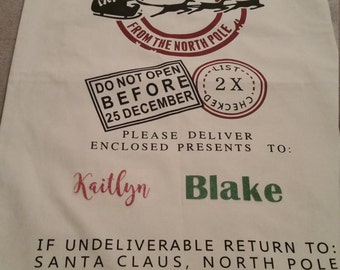 FROM THE NORTH POLE
DO NOT OPEN
BEFORE
25 DECEMBER
LIST
2 X
CHECKED
PLEASE DELIVER
ENCLOSED PRESENTS TO:
Kaitlyn Blake
IF UNDELIVERABLE RETURN TO:
SANTA CLAUS, NORTH POLE